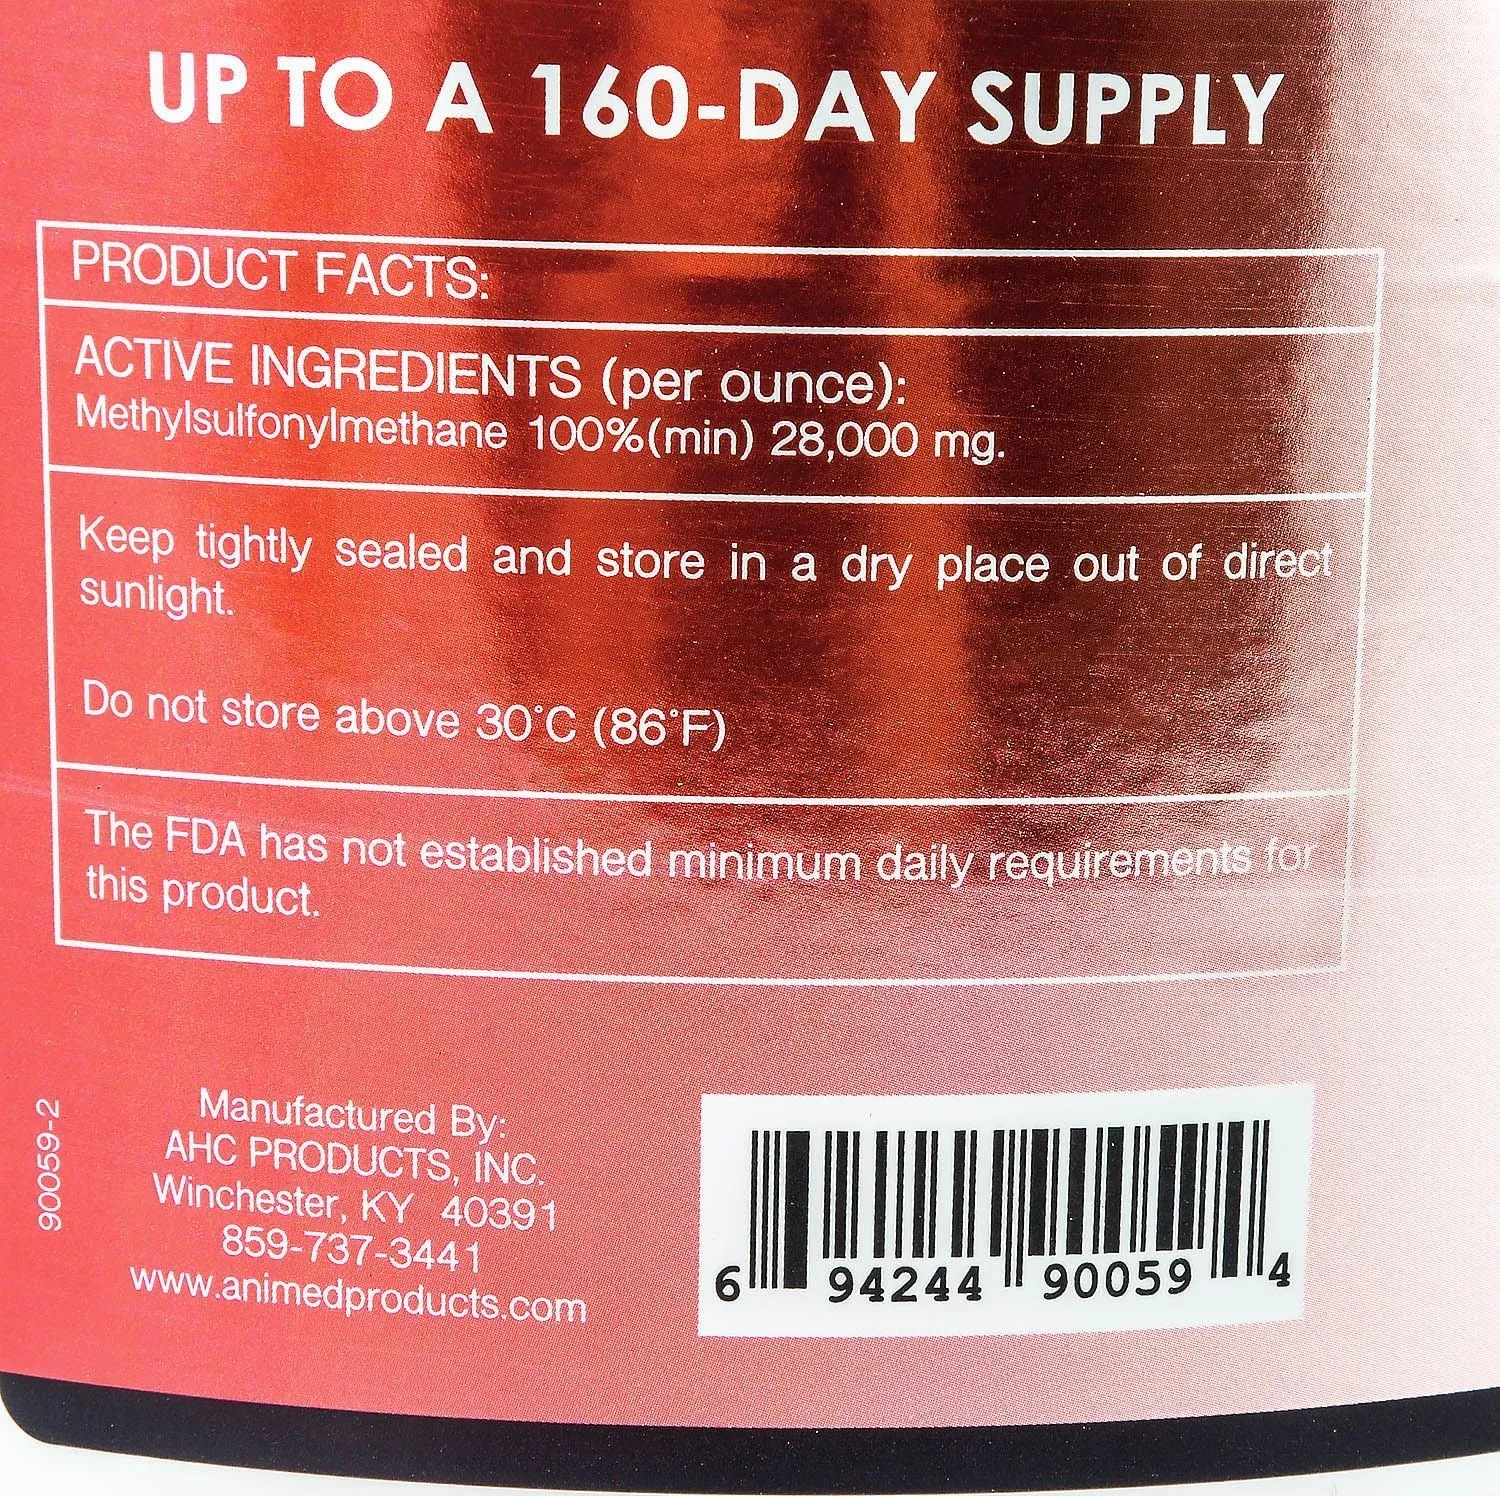 UP TO A 160-DAY SUPPLY
PRODUCT FACTS:
ACTIVE INGREDIENTS (per ounce):
Methylsulfonylmethane 100%(min) 28,000 mg.
Keep tightly sealed and store in a dry place out of direct
sunlight.
Do not store above 30°C (86°F)
The FDA has not established minimum daily requirements for
this product.
90059-2
Manufactured By:
AHC PRODUCTS, INC.
Winchester, KY 40391
859-737-3441
www.animedproducts.com
6 94244 90059 4